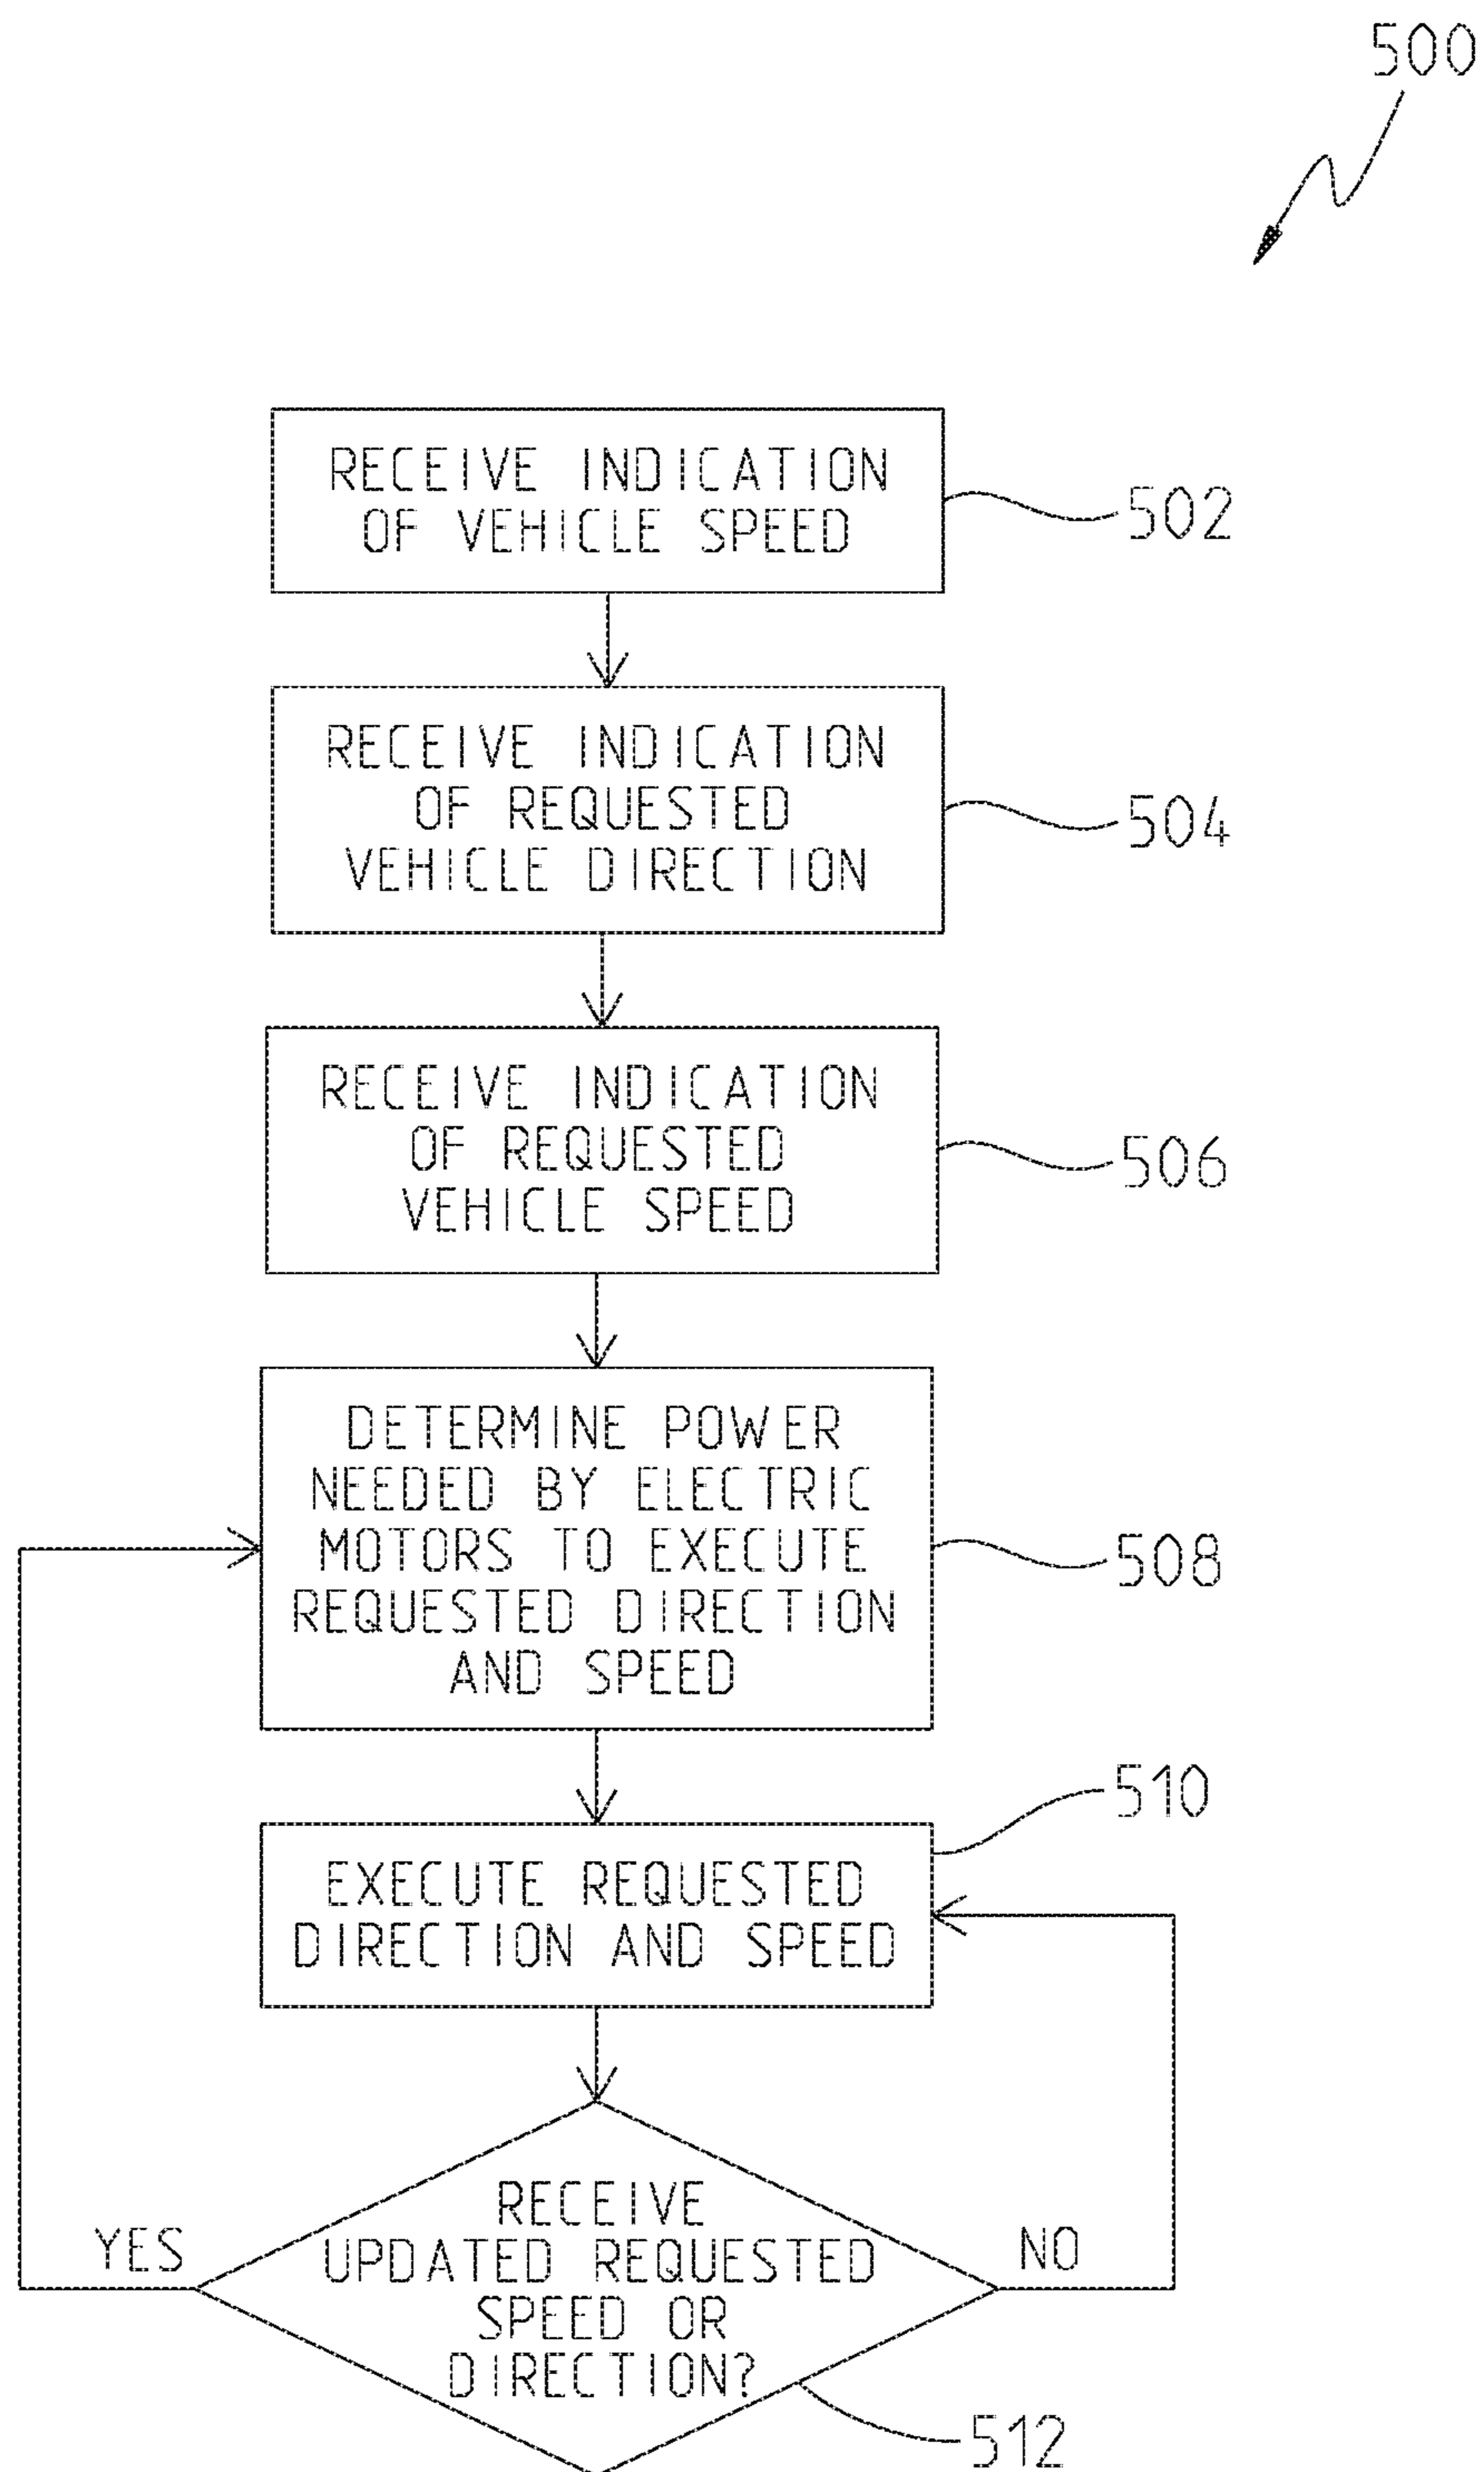 500
RECEIVE INDICATION
OF VEHICLE SPEED
502
RECEIVE INDICATION
OF REQUESTED
VEHICLE DIRECTION
504
RECEIVE INDICATION
OF REQUESTED
VEHICLE SPEED
506
DETERMINE POWER
NEEDED BY ELECTRIC
MOTORS TO EXECUTE
REQUESTED DIRECTION
AND SPEED
508
510
EXECUTE REQUESTED
DIRECTION AND SPEED
RECEIVE
UPDATED REQUESTED
SPEED OR
DIRECTION?
YES
NO
512